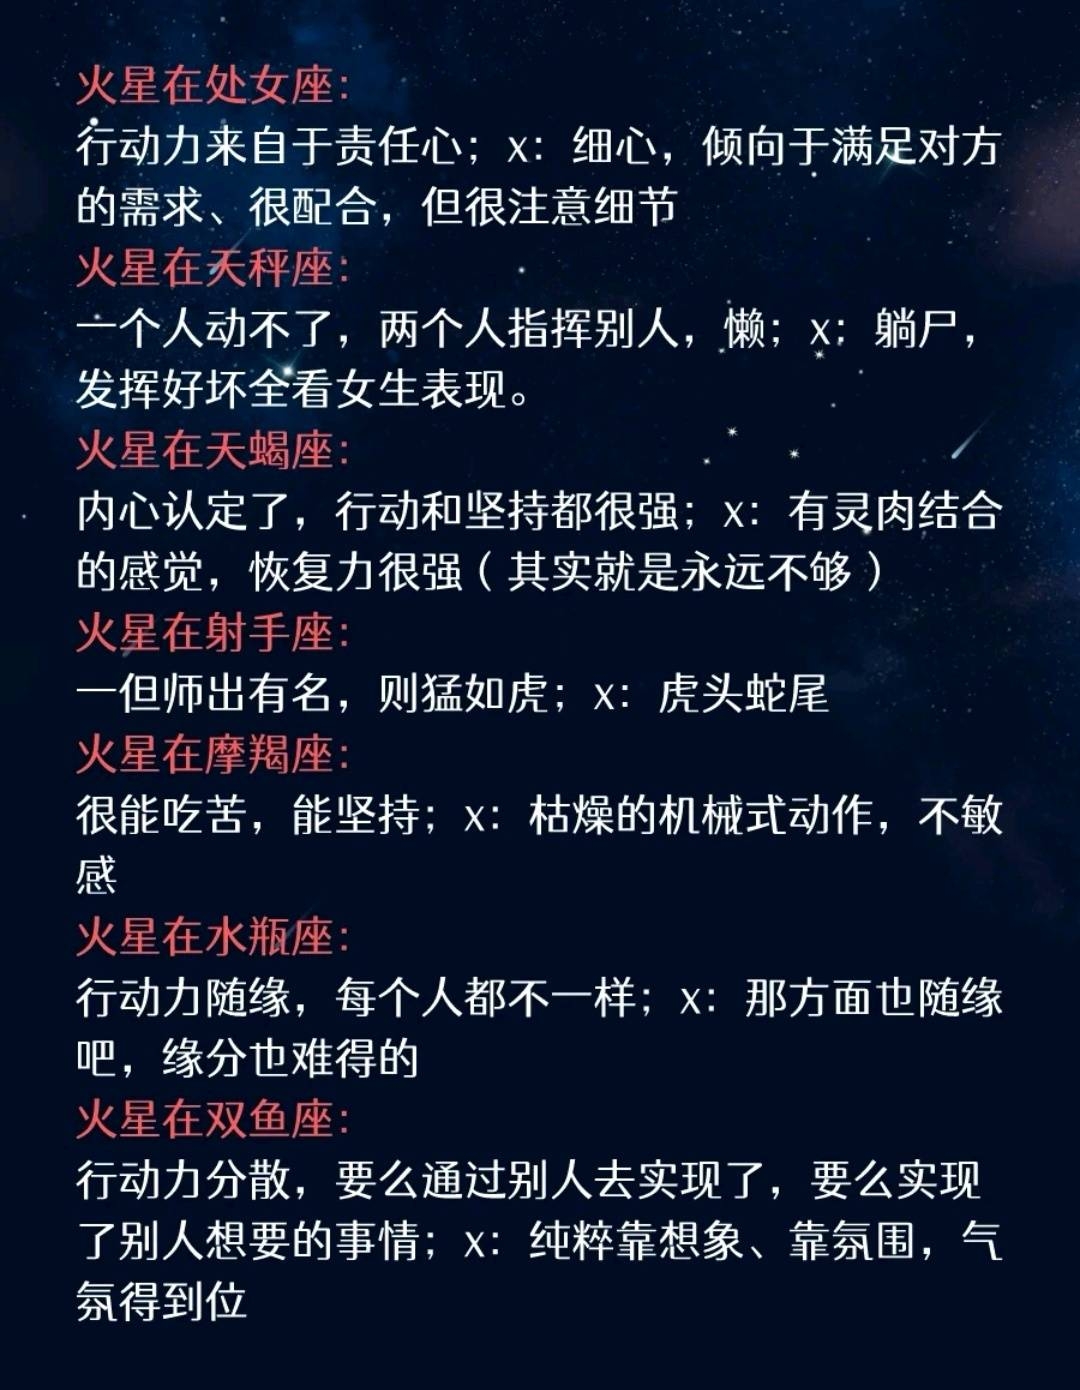 火星在处女座：
行动力来自于责任心；x：细心，倾向于满足对方
的需求、很配合，但很注意细节
火星在天秤座：
一个人动不了，两个人指挥别人，懒；x：躺尸，
发挥好坏全看女生表现。
火星在天蝎座：
内心认定了，行动和坚持都很强；x：有灵肉结合
的感觉，恢复力很强（其实就是永远不够）
火星在射手座：
一但师出有名，则猛如虎；x：虎头蛇尾
火星在摩羯座：
很能吃苦，能坚持；x：枯燥的机械式动作，不敏
感
火星在水瓶座：
行动力随缘，每个人都不一样；x：那方面也随缘
吧，缘分也难得的
火星在双鱼座：
行动力分散，要么通过别人去实现了，要么实现
了别人想要的事情；x：纯粹靠想象、靠氛围，气
氛得到位